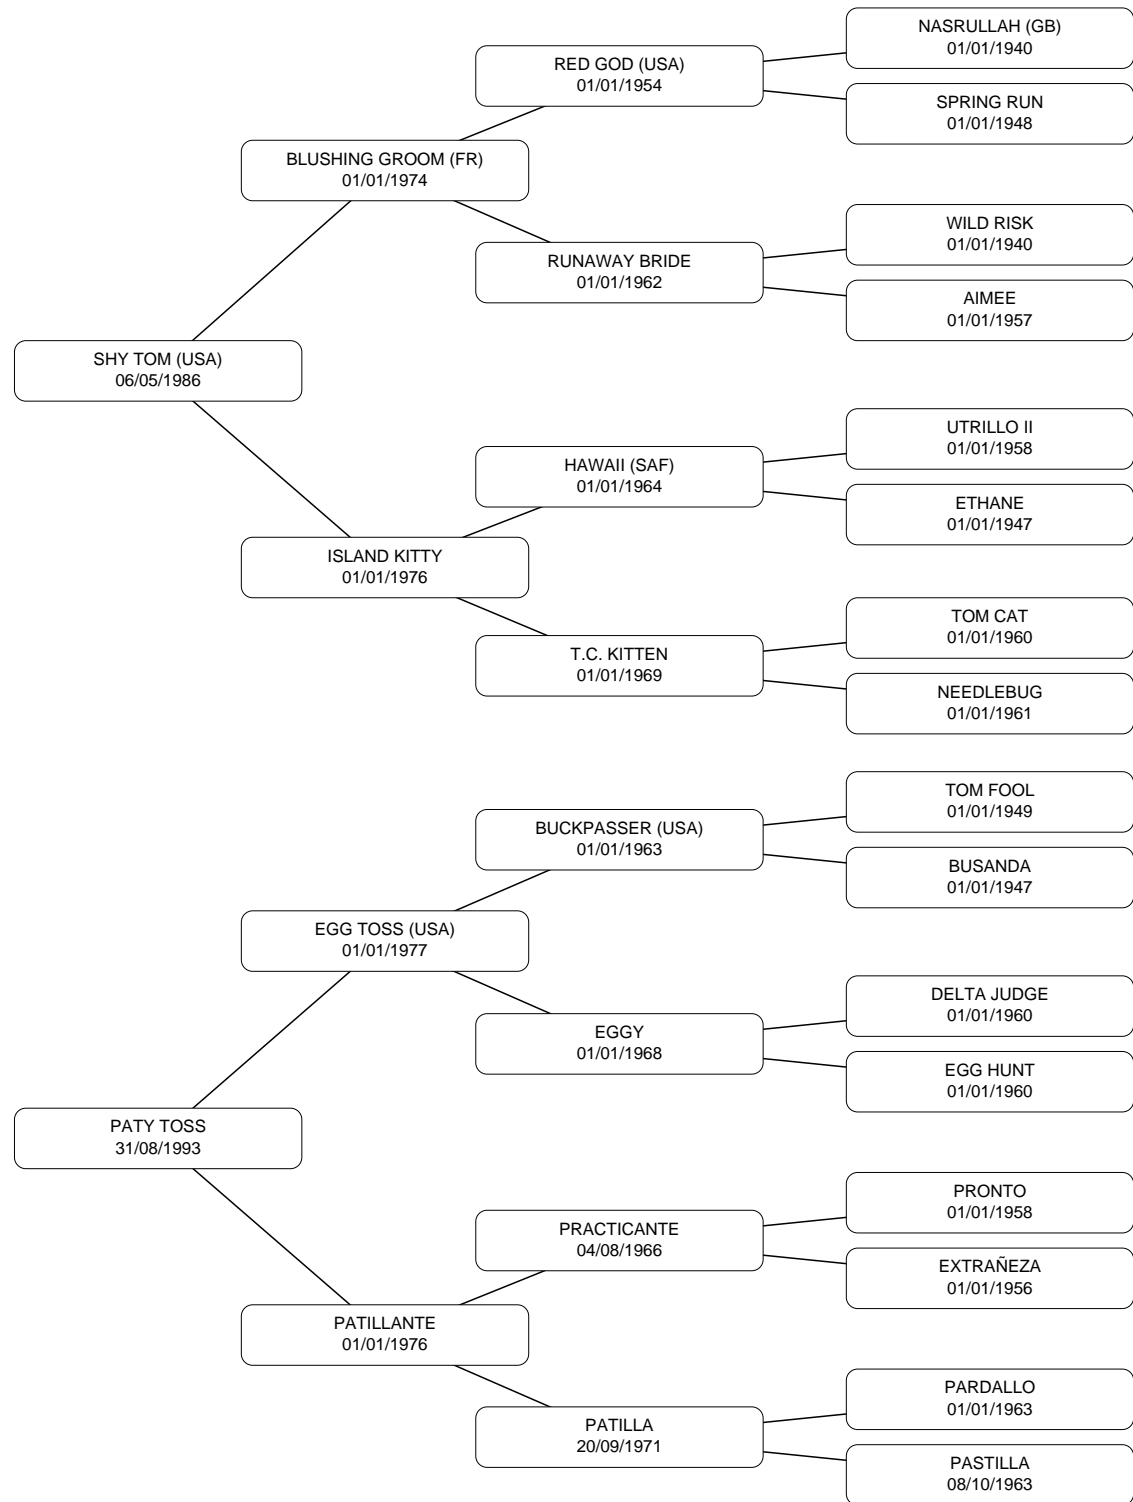 NASRULLAH (GB)
01/01/1940
RED GOD (USA)
01/01/1954
SPRING RUN
01/01/1948
BLUSHING GROOM (FR)
01/01/1974
WILD RISK
01/01/1940
RUNAWAY BRIDE
01/01/1962
AIMEE
01/01/1957
SHY TOM (USA)
06/05/1986
UTRILLO II
01/01/1958
HAWAII (SAF)
01/01/1964
ETHANE
01/01/1947
ISLAND KITTY
01/01/1976
TOM CAT
01/01/1960
T.C. KITTEN
01/01/1969
NEEDLEBUG
01/01/1961
TOM FOOL
01/01/1949
BUCKPASSER (USA)
01/01/1963
BUSANDA
01/01/1947
EGG TOSS (USA)
01/01/1977
DELTA JUDGE
01/01/1960
EGGY
01/01/1968
EGG HUNT
01/01/1960
PATY TOSS
31/08/1993
PRONTO
01/01/1958
PRACTICANTE
04/08/1966
EXTRAÑEZA
01/01/1956
PATILLANTE
01/01/1976
PARDALLO
01/01/1963
PATILLA
20/09/1971
PASTILLA
08/10/1963